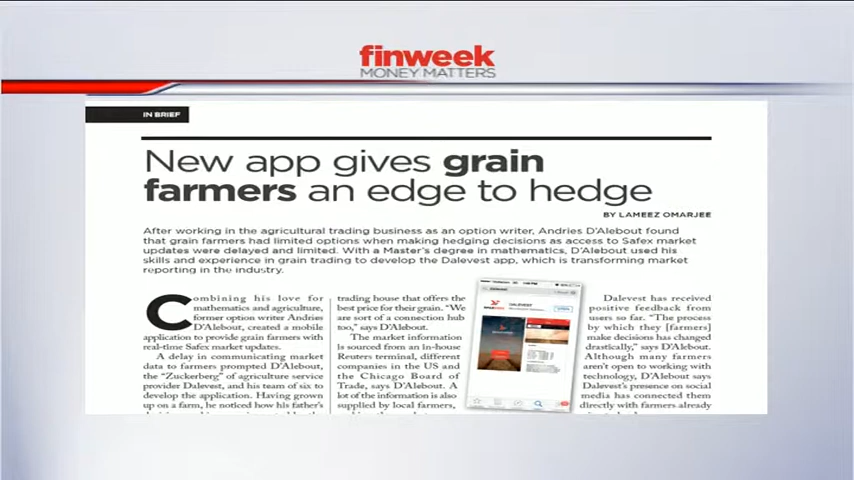 finweek
MONEY MATTERS
IN BRIEF
New app gives grain
farmers an edge to hedge
BY LAMEEZ OMARJEE
After working in the agricultural trading business as an option writer, Andries D'Alebout found
that grain farmers had limited options when making hedging decisions as access to Safex market
updates were delayed and limited. With a Master's degree in mathematics, D'Alebout used his
skills and experience in grain trading to develop the Dalevest app, which is transforming market
reporting in the industry.
Combining his love for
mathematics and agriculture,
former option writer Andries
D'Alebout, created a mobile
application to provide grain farmers with
real-time Safex market updates.
A delay in communicating market
data to farmers prompted D'Alebout,
the "Zuckerberg" of agriculture service
provider Dalevest, and his team of six to
develop the application. Having grown
up on a farm, he noticed how his father's
trading house that offers the
best price for their grain. "We
are sort of a connection hub
too," says D'Alebout.
The market information
is sourced from an in-house
Reuters terminal, different
companies in the US and
the Chicago Board of
Trade, says D'Alebout. A
lot of the information is also
supplied by local farmers,
DALEVEST
Dalevest has received
positive feedback from
users so far. "The process
by which they [farmers]
make decisions has changed
drastically," says D'Alebout.
Although many farmers
aren't open to working with
technology, D'Alebout says
Dalevest's presence on social
media has connected them
directly with farmers already